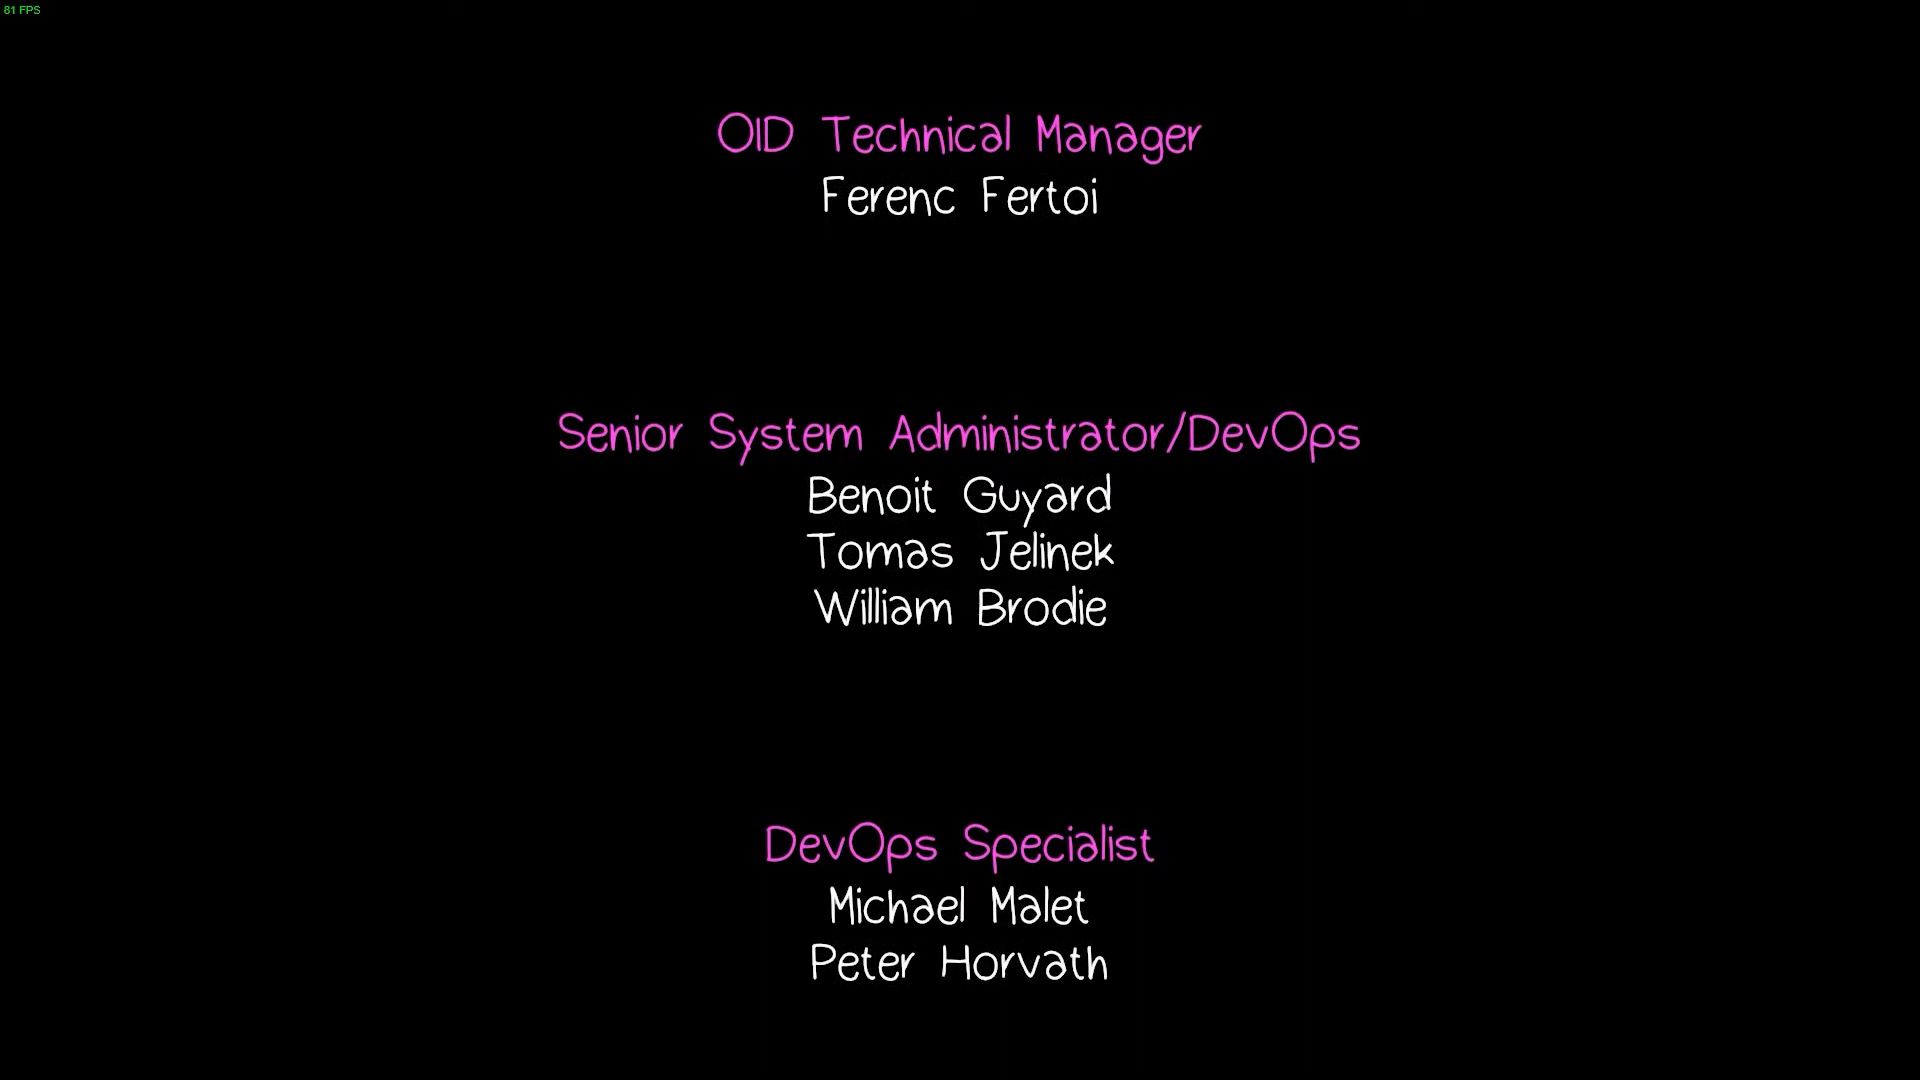 81 FPS
OID Technical Manager
Ferenc Fertoi
Senior System Administrator/DevOps
Benoit Guyard
Tomas Jelinek
William Brodie
DevOps Specialist
Michael Malet
Peter Horvath